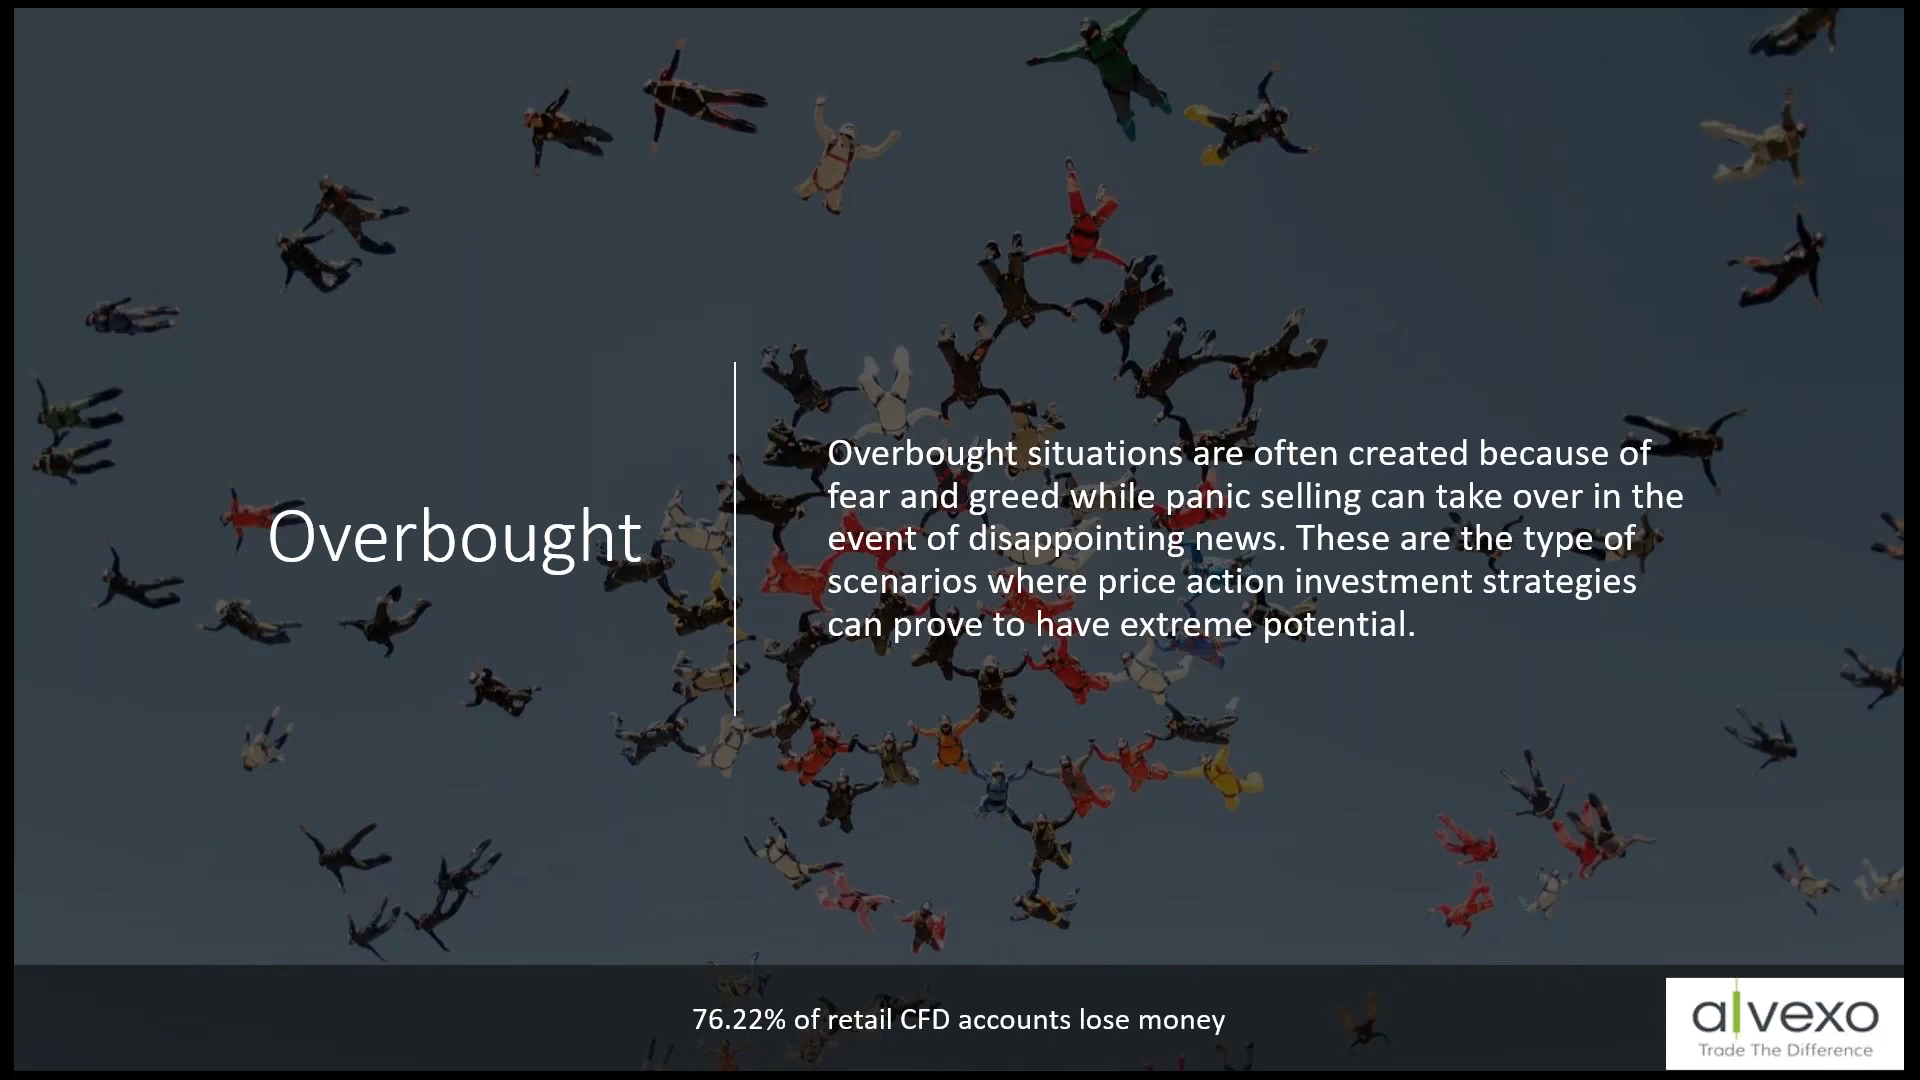 Overbought
Overbought situations are often created because of
fear and greed while panic selling can take over in the
event of disappointing news. These are the type of
scenarios where price action investment strategies
can prove to have extreme potential.
76.22% of retail CFD accounts lose money
alvexo
Trade The Difference